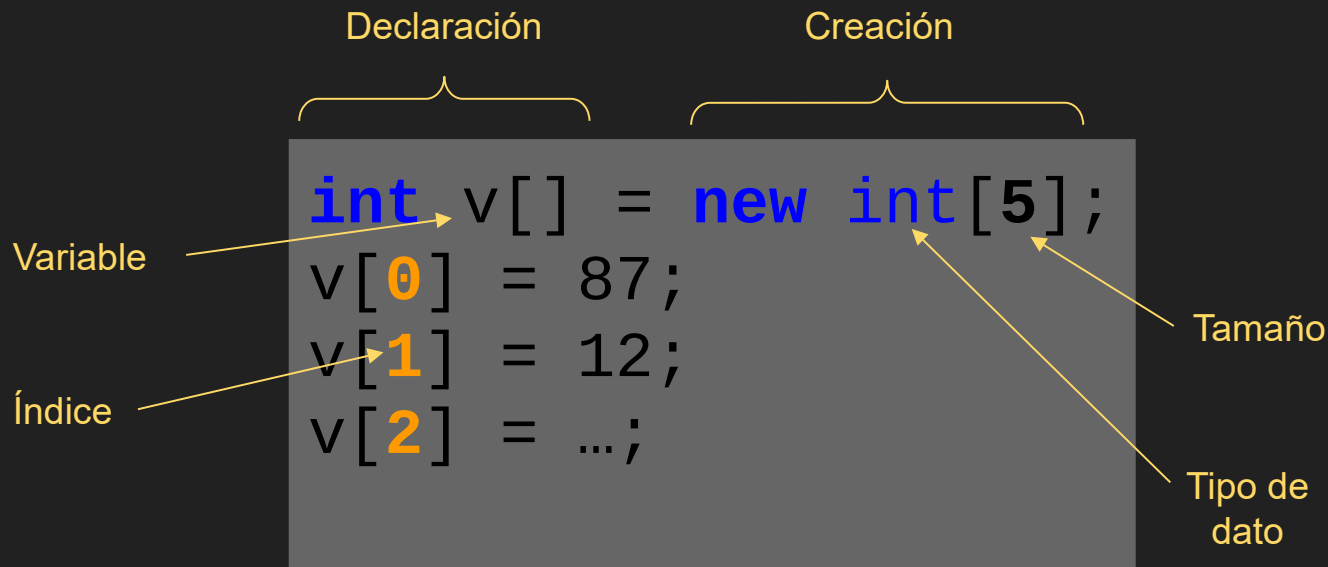 Declaración
Creación
int v[] = new int[5];
Variable
v[0] = 87;
Tamaño
v[1] = 12;
Índice
v[2] = …;
Tipo de
dato